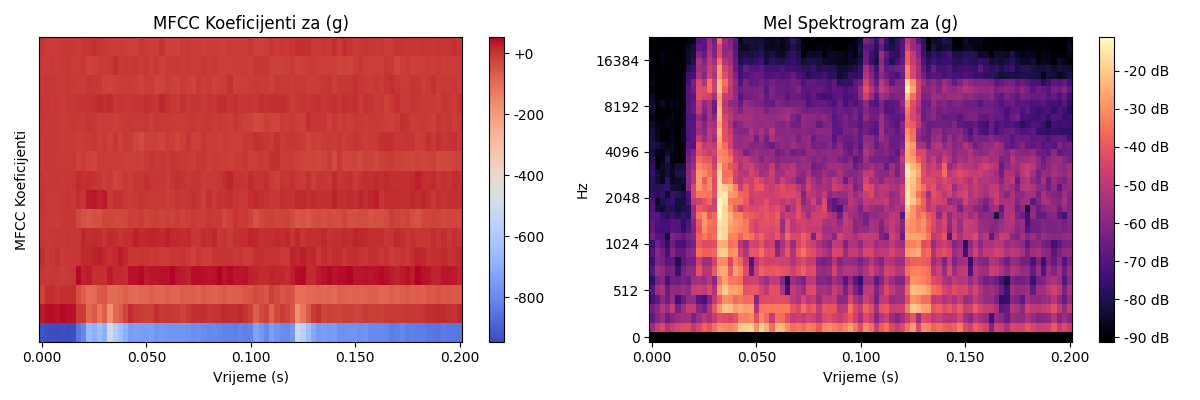 MFCC Koeficijenti za (g)
MFCC Koeficijenti
+0
-200
-400
-600
-800
0.000 0.050 0.100 0.150 0.200
Vrijeme (s)
Mel Spektrogram za (g)
Hz
16384
8192
4096
2048
1024
512
0
-20 dB
-30 dB
-40 dB
-50 dB
-60 dB
-70 dB
-80 dB
-90 dB
0.000 0.050 0.100 0.150 0.200
Vrijeme (s)